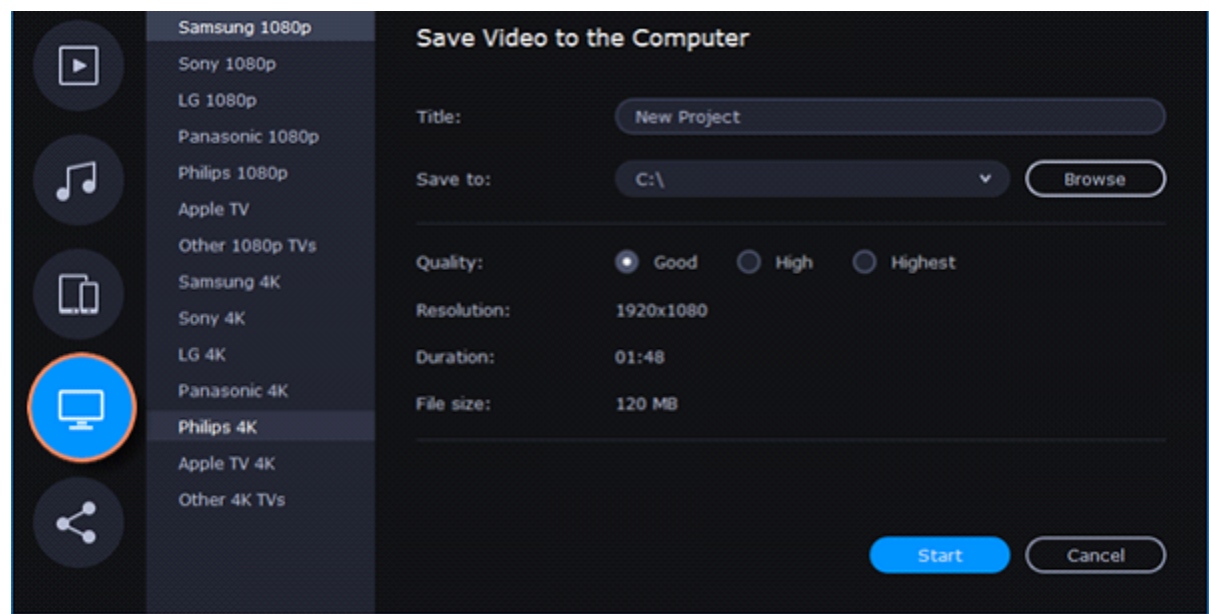 Samsung 1080p
Sony 1080p
LG 1080p
Panasonic 1080p
Philips 1080p
Apple TV
Other 1080p TVs
Samsung 4K
Sony 4K
LG 4K
Panasonic 4K
Philips 4K
Apple TV 4K
Other 4K TVs
Save Video to the Computer
Title: New Project
Save to: C:\ Browse
Quality: Good High Highest
Resolution: 1920x1080
Duration: 01:48
File size: 120 MB
Start Cancel